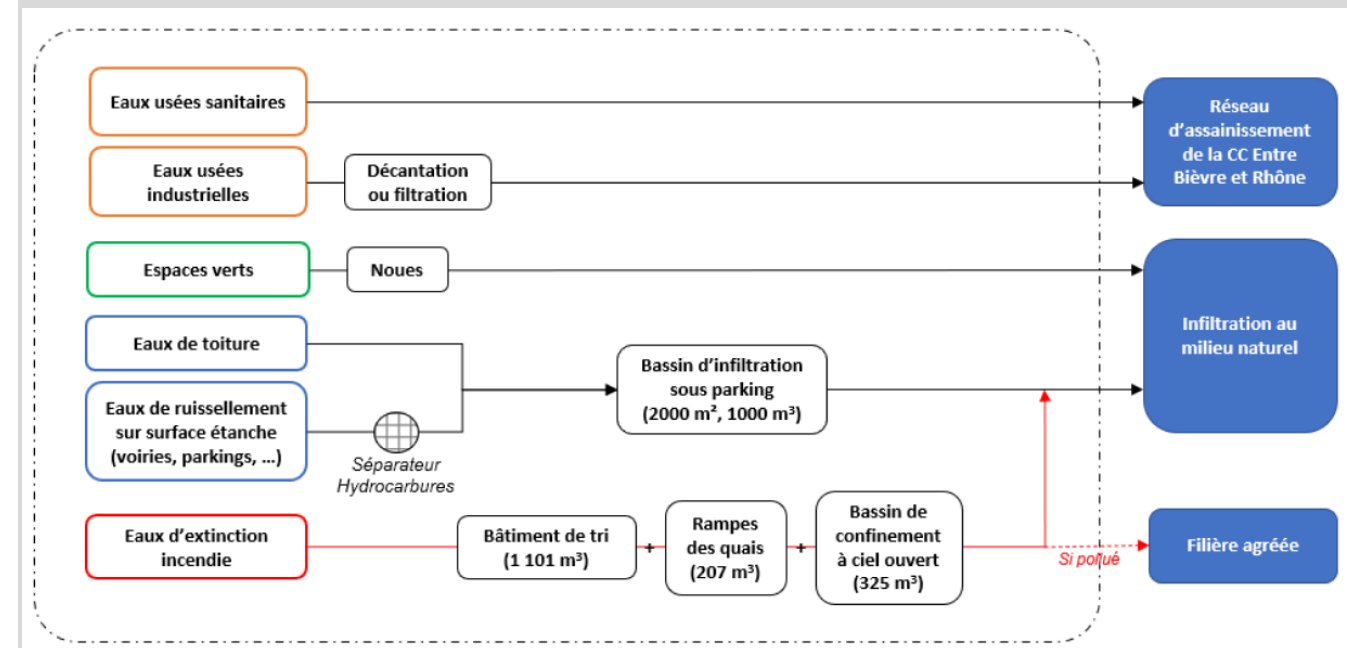 Eaux usées sanitaires
Réseau
d'assainissement
de la CC Entre
Bièvre et Rhône
Eaux usées
industrielles
Décantation
ou filtration
Espaces verts
Noues
Infiltration au
milieu naturel
Eaux de toiture
Bassin d'infiltration
sous parking
(2000 m², 1000 m³)
Eaux de ruissellement
sur surface étanche
(voiries, parkings, …)
Séparateur
Hydrocarbures
Eaux d'extinction
incendie
Bâtiment de tri
(1 101 m³)
+
Rampes
des quais
(207 m³)
+
Bassin de
confinement
à ciel ouvert
(325 m³)
Si pollué
Filière agréée